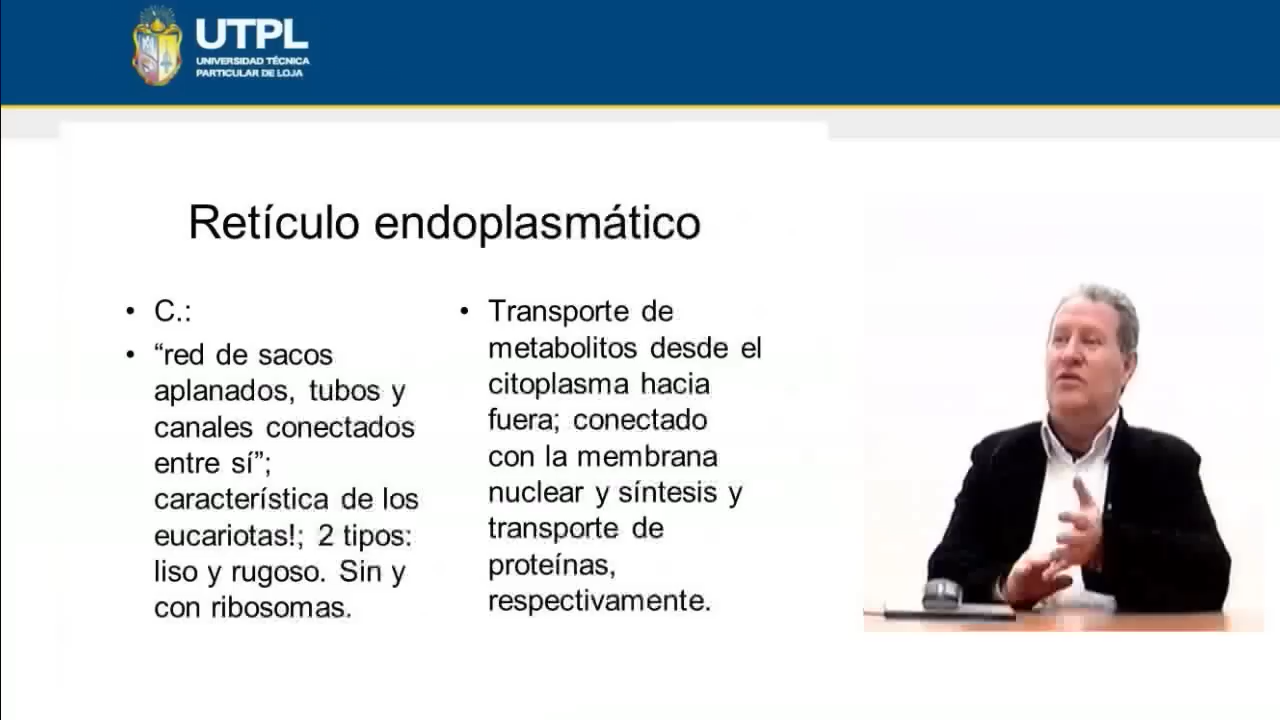 UTPL
UNIVERSIDAD TÉCNICA
PARTICULAR DE LOJA
Retículo endoplasmático
• C.:
• “red de sacos
aplanados, tubos y
canales conectados
entre sí”;
característica de los
eucariotas!; 2 tipos:
liso y rugoso. Sin y
con ribosomas.
• Transporte de
metabolitos desde el
citoplasma hacia
fuera; conectado
con la membrana
nuclear y síntesis y
transporte de
proteínas,
respectivamente.